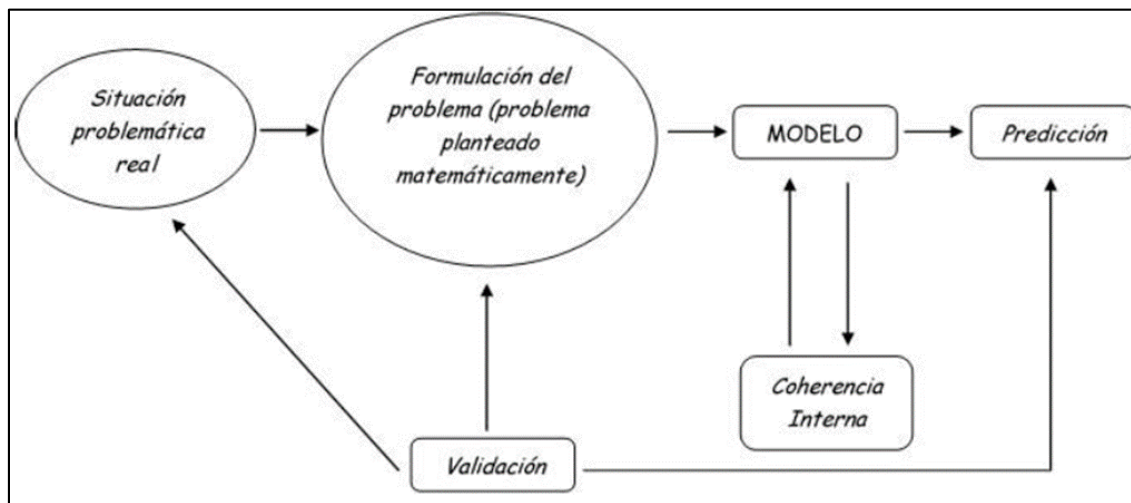 Situación
problemática
real
Formulación del
problema (problema
planteado
matemáticamente)
MODELO
Predicción
Coherencia
Interna
Validación